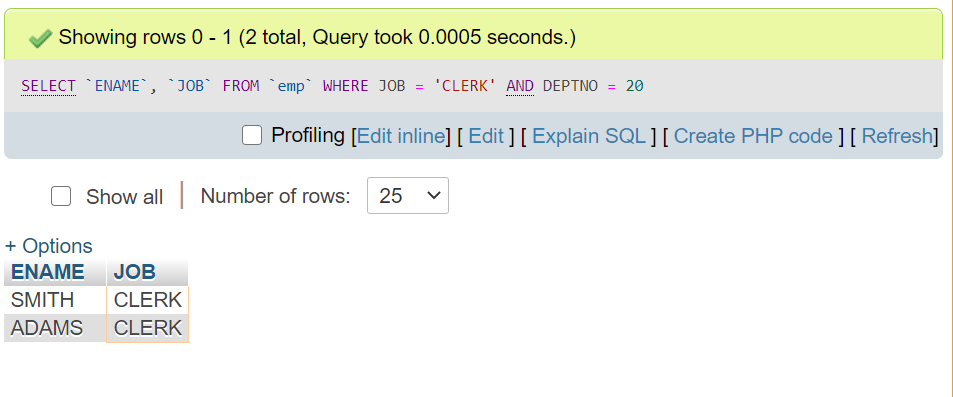 Showing rows 0 - 1 (2 total, Query took 0.0005 seconds.)
SELECT `ENAME`, `JOB` FROM `emp` WHERE JOB = 'CLERK' AND DEPTNO = 20
Profiling [Edit inline] [ Edit ] [ Explain SQL ] [ Create PHP code ] [ Refresh]
Show all | Number of rows: 25
+ Options
ENAME JOB
SMITH CLERK
ADAMS CLERK